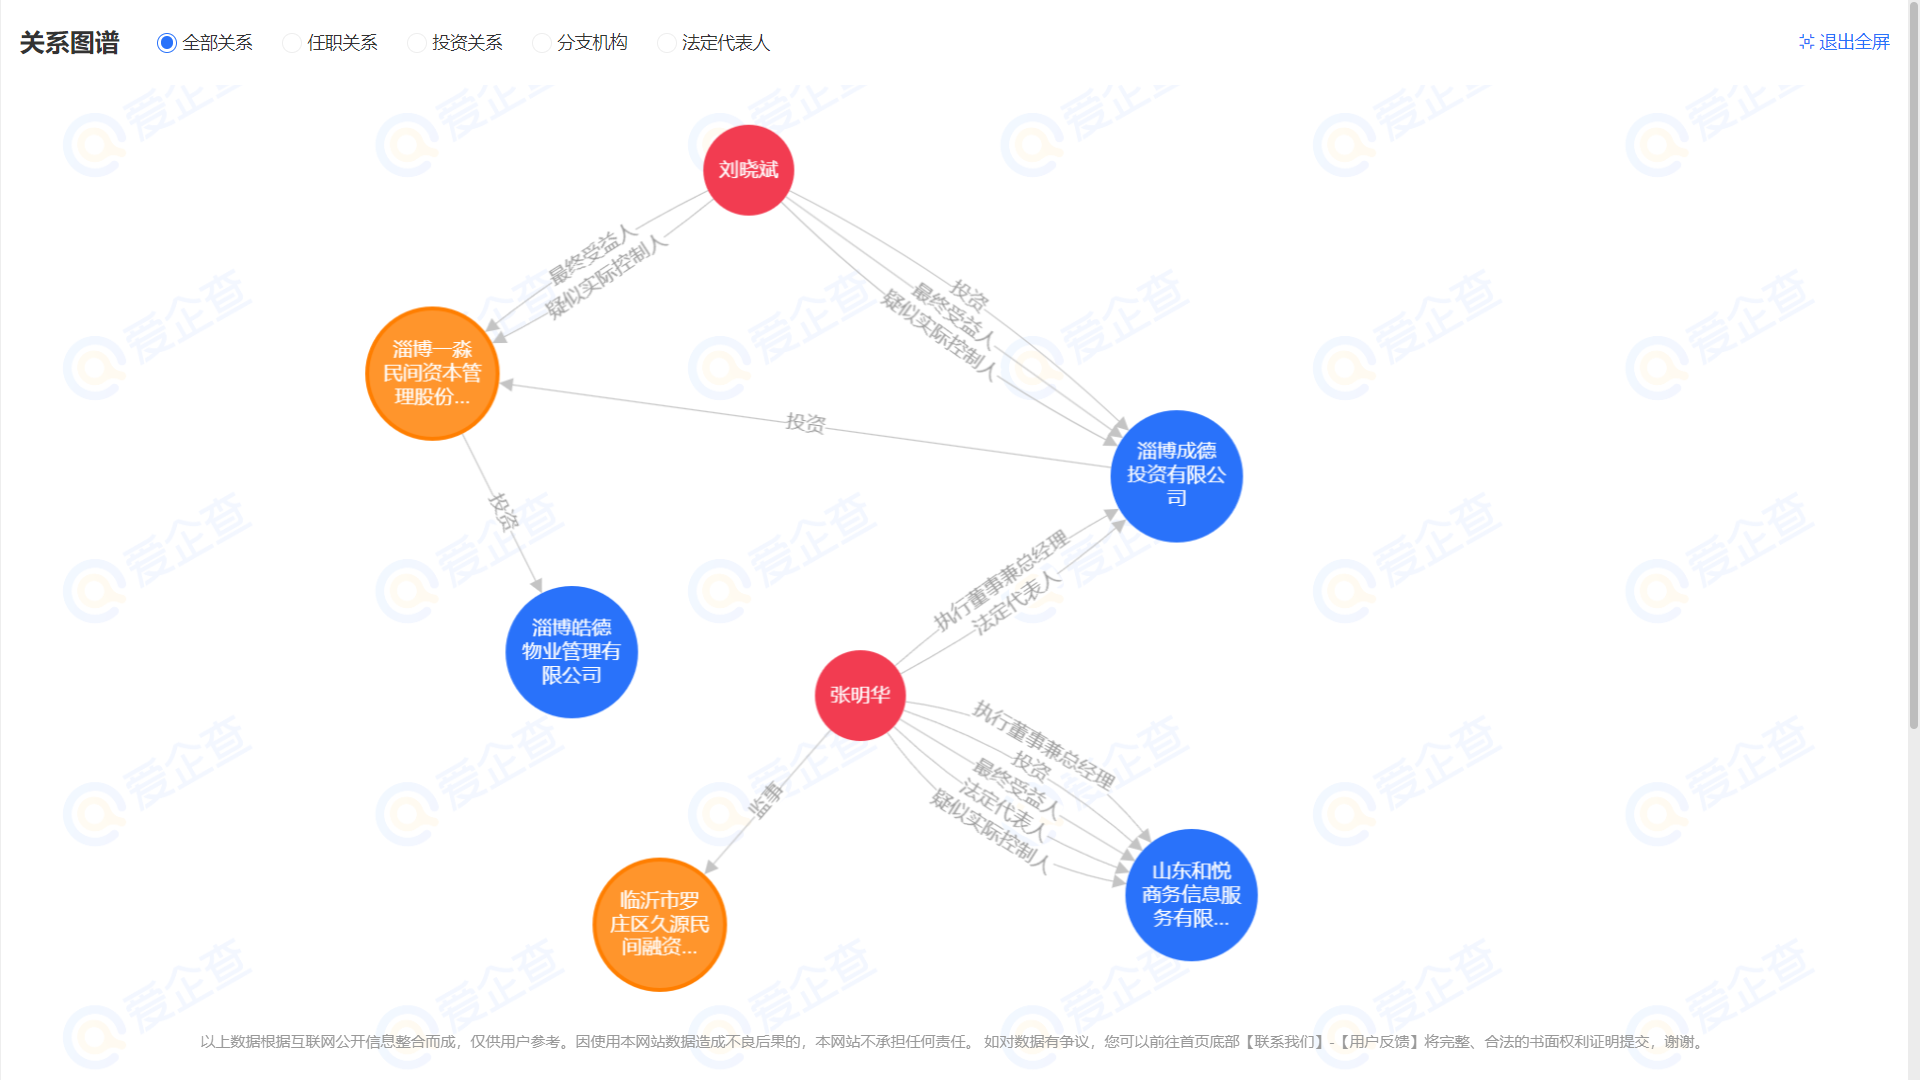 关系图谱 全部关系 任职关系 投资关系 分支机构 法定代表人 退出全屏
刘晓斌
最终受益人
疑似实际控制人
投资
最终受益人
疑似实际控制人
淄博一淼
民间资本管
理股份...
投资
淄博成德
投资有限公
司
投资
执行董事兼总经理
法定代表人
淄博皓德
物业管理有
限公司
张明华
执行董事兼总经理
投资
最终受益人
法定代表人
疑似实际控制人
监事
山东和悦
商务信息服
务有限...
临沂市罗
庄区久源民
间融资...
以上数据根据互联网公开信息整合而成，仅供用户参考。因使用本网站数据造成不良后果的，本网站不承担任何责任。 如对数据有争议，您可以前往首页底部【联系我们】-【用户反馈】将完整、合法的书面权利证明提交，谢谢。
爱企查